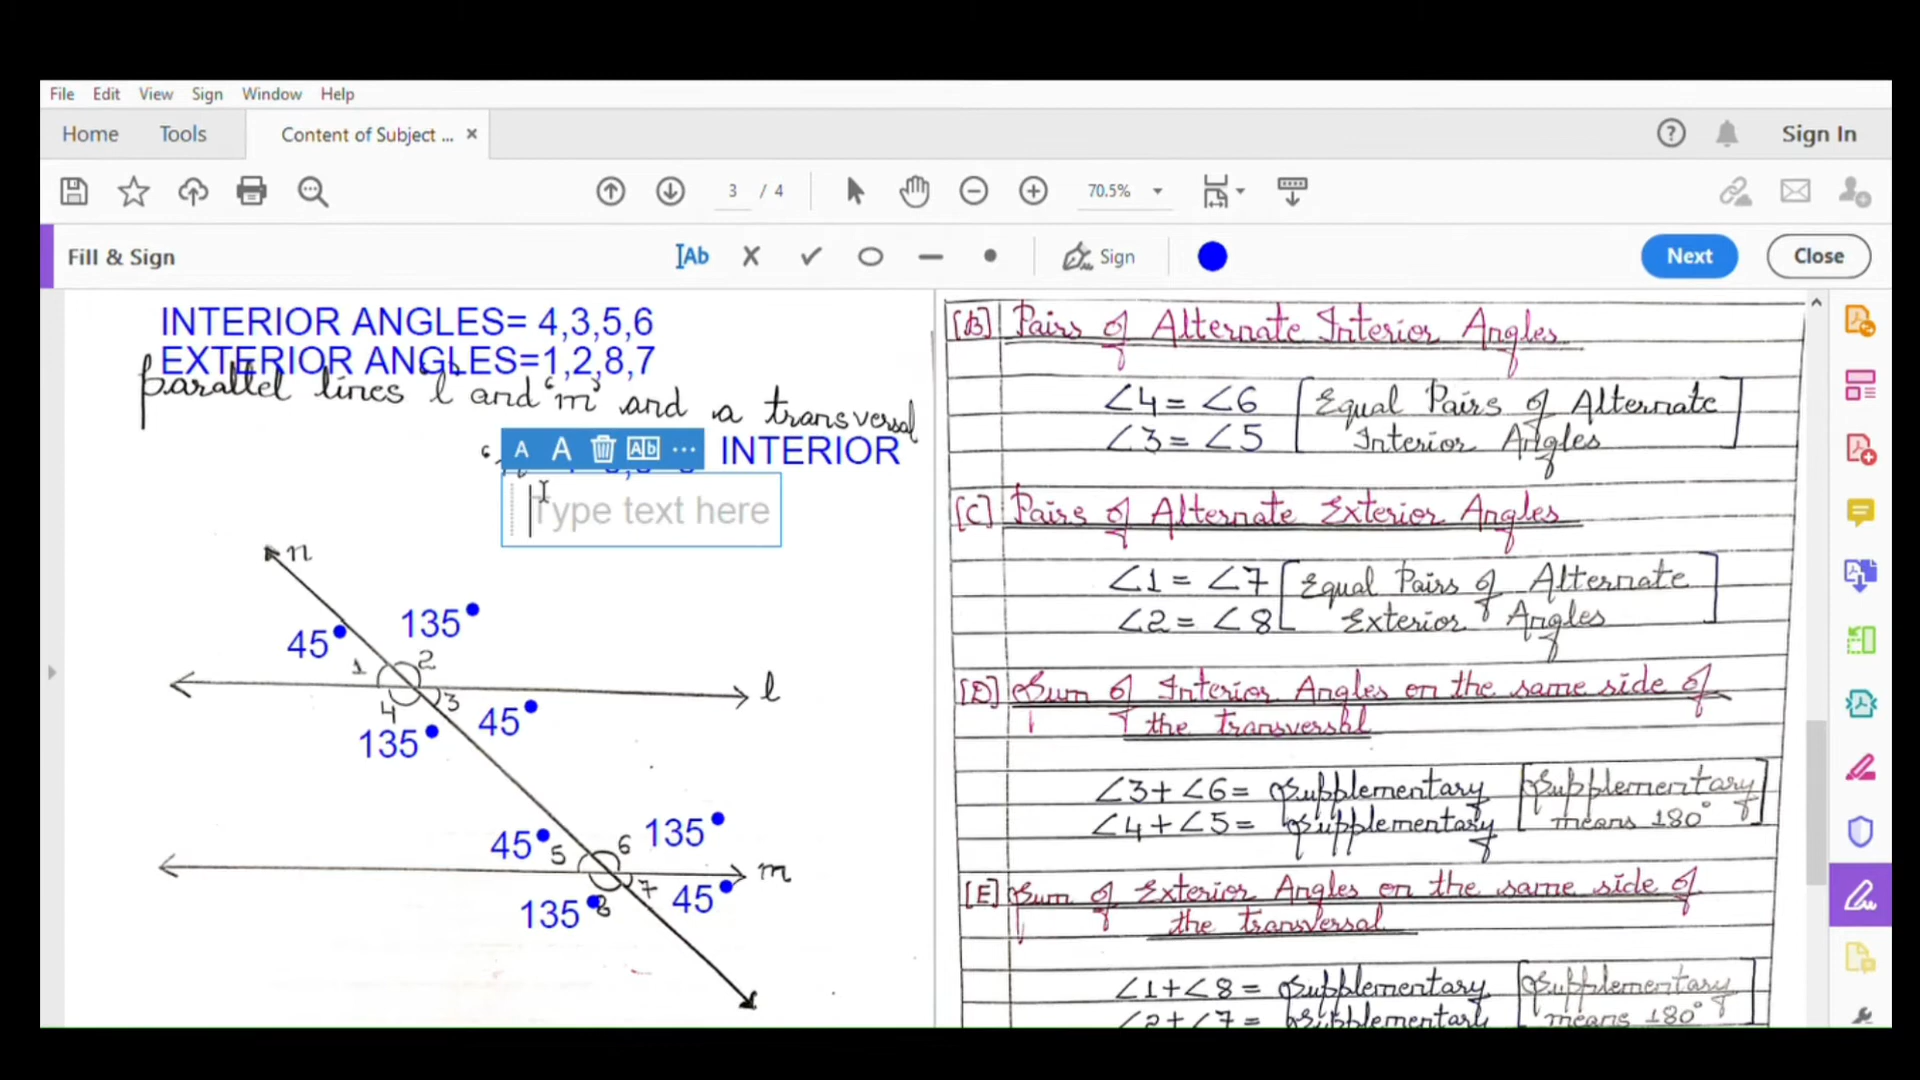 File Edit View Sign Window Help
Home Tools Content of Subject ... × Sign In
3 / 4 70.5%
Fill & Sign Ab Sign Next Close
INTERIOR ANGLES= 4,3,5,6
EXTERIOR ANGLES=1,2,8,7
parallel lines 'l' and 'm' and a transversal
INTERIOR
Type text here
n
45 135
1 2
l
4 3
135 45
45 5 6 135
m
8 7
135 45
[B] Pairs of Alternate Interior Angles
∠4 = ∠6 [Equal Pairs of Alternate
∠3 = ∠5 Interior Angles]
[C] Pairs of Alternate Exterior Angles
∠1 = ∠7 [Equal Pairs of Alternate
∠2 = ∠8 Exterior Angles]
[D] Sum of Interior Angles on the same side of
the transversal
∠3+∠6= Supplementary [Supplementary
∠4+∠5= Supplementary means 180°]
[E] Sum of Exterior Angles on the same side of
the transversal
∠1+∠8= Supplementary [Supplementary
∠2+∠7= Supplementary means 180°]